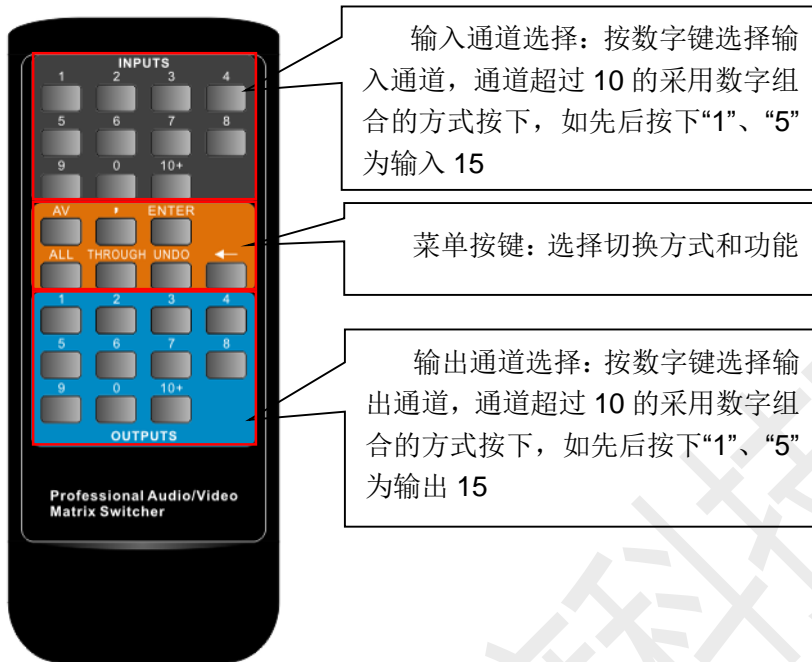 INPUTS
1 2 3 4
5 6 7 8
9 0 10+
AV , ENTER
ALL THROUGH UNDO ←
1 2 3 4
5 6 7 8
9 0 10+
OUTPUTS
Professional Audio/Video
Matrix Switcher
输入通道选择：按数字键选择输
入通道，通道超过 10 的采用数字组
合的方式按下，如先后按下“1”、“5”
为输入 15
菜单按键：选择切换方式和功能
输出通道选择：按数字键选择输
出通道，通道超过 10 的采用数字组
合的方式按下，如先后按下“1”、“5”
为输出 15
科技